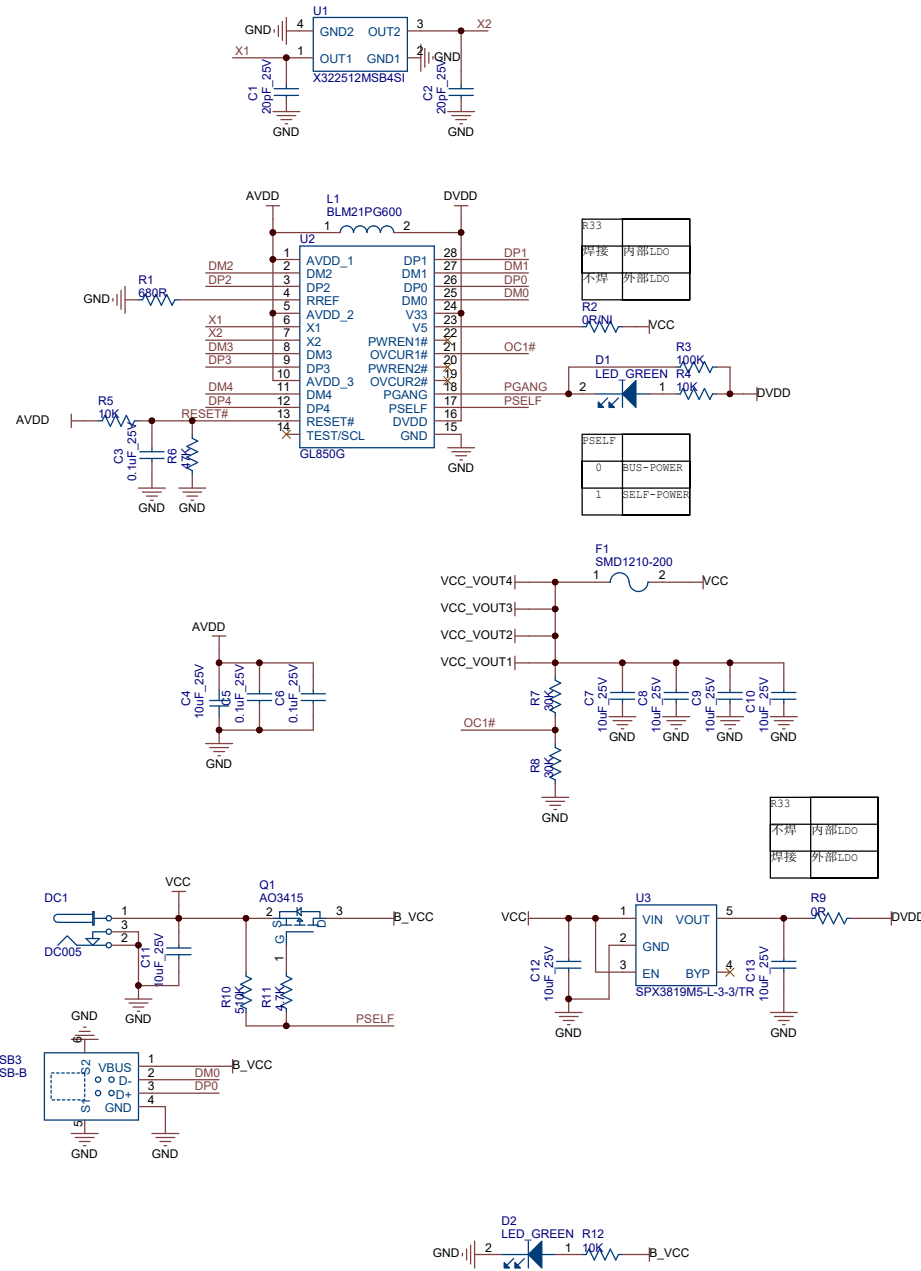 U1
GND 4 GND2 OUT2 3 X2
X1 1 OUT1 GND1 2 GND
X322512MSB4SI
C1 20pF_25V
C2 20pF_25V
GND
GND
AVDD
L1
BLM21PG600
DVDD
1 2
U2
1 AVDD_1 DP1 28 DP1
DM2 2 DM2 DM1 27 DM1
DP2 3 DP2 DP0 26 DP0
4 RREF DM0 25 DM0
5 AVDD_2 V33 24
X1 6 X1 V5 23
X2 7 X2 PWREN1# 22
DM3 8 DM3 OVCUR1# 21 OC1#
DP3 9 DP3 PWREN2# 20
10 AVDD_3 OVCUR2# 19
DM4 11 DM4 PGANG 18 PGANG
DP4 12 DP4 PSELF 17 PSELF
RESET# 13 RESET# DVDD 16
14 TEST/SCL GND 15
GL850G
GND
R1
680R
GND
R33
焊接 内部LDO
不焊 外部LDO
R2
0R/NI
VCC
R3
100K
D1
LED_GREEN
2 1
R4
10K
DVDD
AVDD
R5
10K
C3 0.1uF_25V
R6 47K
GND GND
PSELF
0 BUS-POWER
1 SELF-POWER
F1
SMD1210-200
VCC_VOUT4 1 2 VCC
VCC_VOUT3
VCC_VOUT2
VCC_VOUT1
R7 30K
C7 10uF_25V
C8 10uF_25V
C9 10uF_25V
C10 10uF_25V
GND GND GND GND
OC1#
R8 30K
GND
AVDD
C4 10uF_25V
C5 0.1uF_25V
C6 0.1uF_25V
GND
R33
不焊 内部LDO
焊接 外部LDO
DC1
1
3
2
DC005
VCC
C11 10uF_25V
GND
Q1
AO3415
2 S D 3 B_VCC
G
1
R10 510K
R11 4.7K
PSELF
U3
VCC 1 VIN VOUT 5
2 GND
3 EN BYP 4
SPX3819M5-L-3-3/TR
C12 10uF_25V
C13 10uF_25V
R9
0R
DVDD
GND
GND
GND
6
SB3
SB-B
S2 VBUS 1 B_VCC
D- 2 DM0
D+ 3 DP0
S1 GND 4
5
GND GND
D2
LED_GREEN
GND 2 1
R12
10K
B_VCC